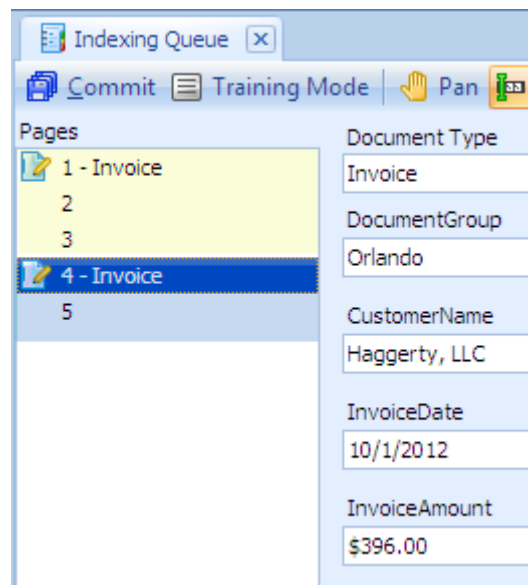 Indexing Queue
Commit Training Mode Pan
Pages
1 - Invoice
2
3
4 - Invoice
5
Document Type
Invoice
DocumentGroup
Orlando
CustomerName
Haggerty, LLC
InvoiceDate
10/1/2012
InvoiceAmount
$396.00